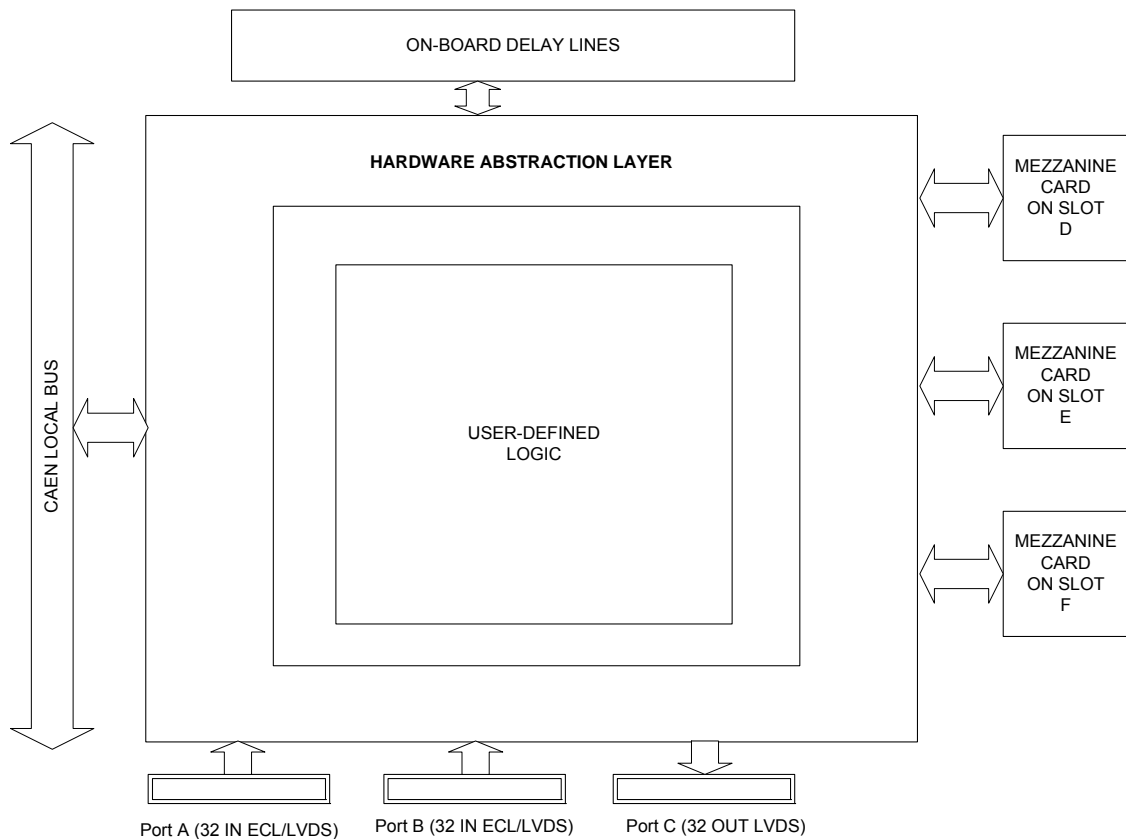 ON-BOARD DELAY LINES
HARDWARE ABSTRACTION LAYER
MEZZANINE
CARD
ON SLOT
D
CAEN LOCAL BUS
USER-DEFINED
LOGIC
MEZZANINE
CARD
ON SLOT
E
MEZZANINE
CARD
ON SLOT
F
Port A (32 IN ECL/LVDS)
Port B (32 IN ECL/LVDS)
Port C (32 OUT LVDS)